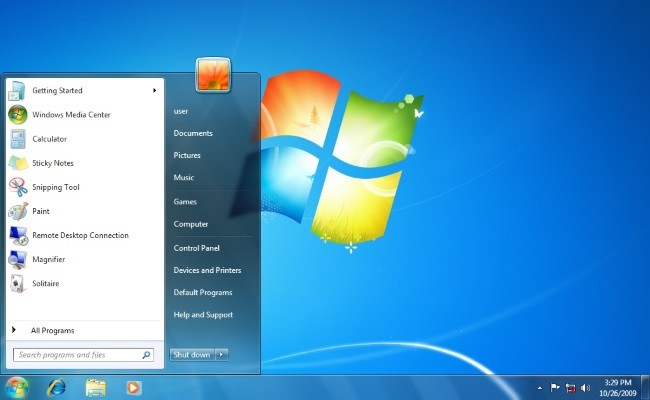 Getting Started
Windows Media Center
Calculator
Sticky Notes
Snipping Tool
Paint
Remote Desktop Connection
Magnifier
Solitaire
All Programs
Search programs and files
user
Documents
Pictures
Music
Games
Computer
Control Panel
Devices and Printers
Default Programs
Help and Support
Shut down
3:29 PM
10/26/2009